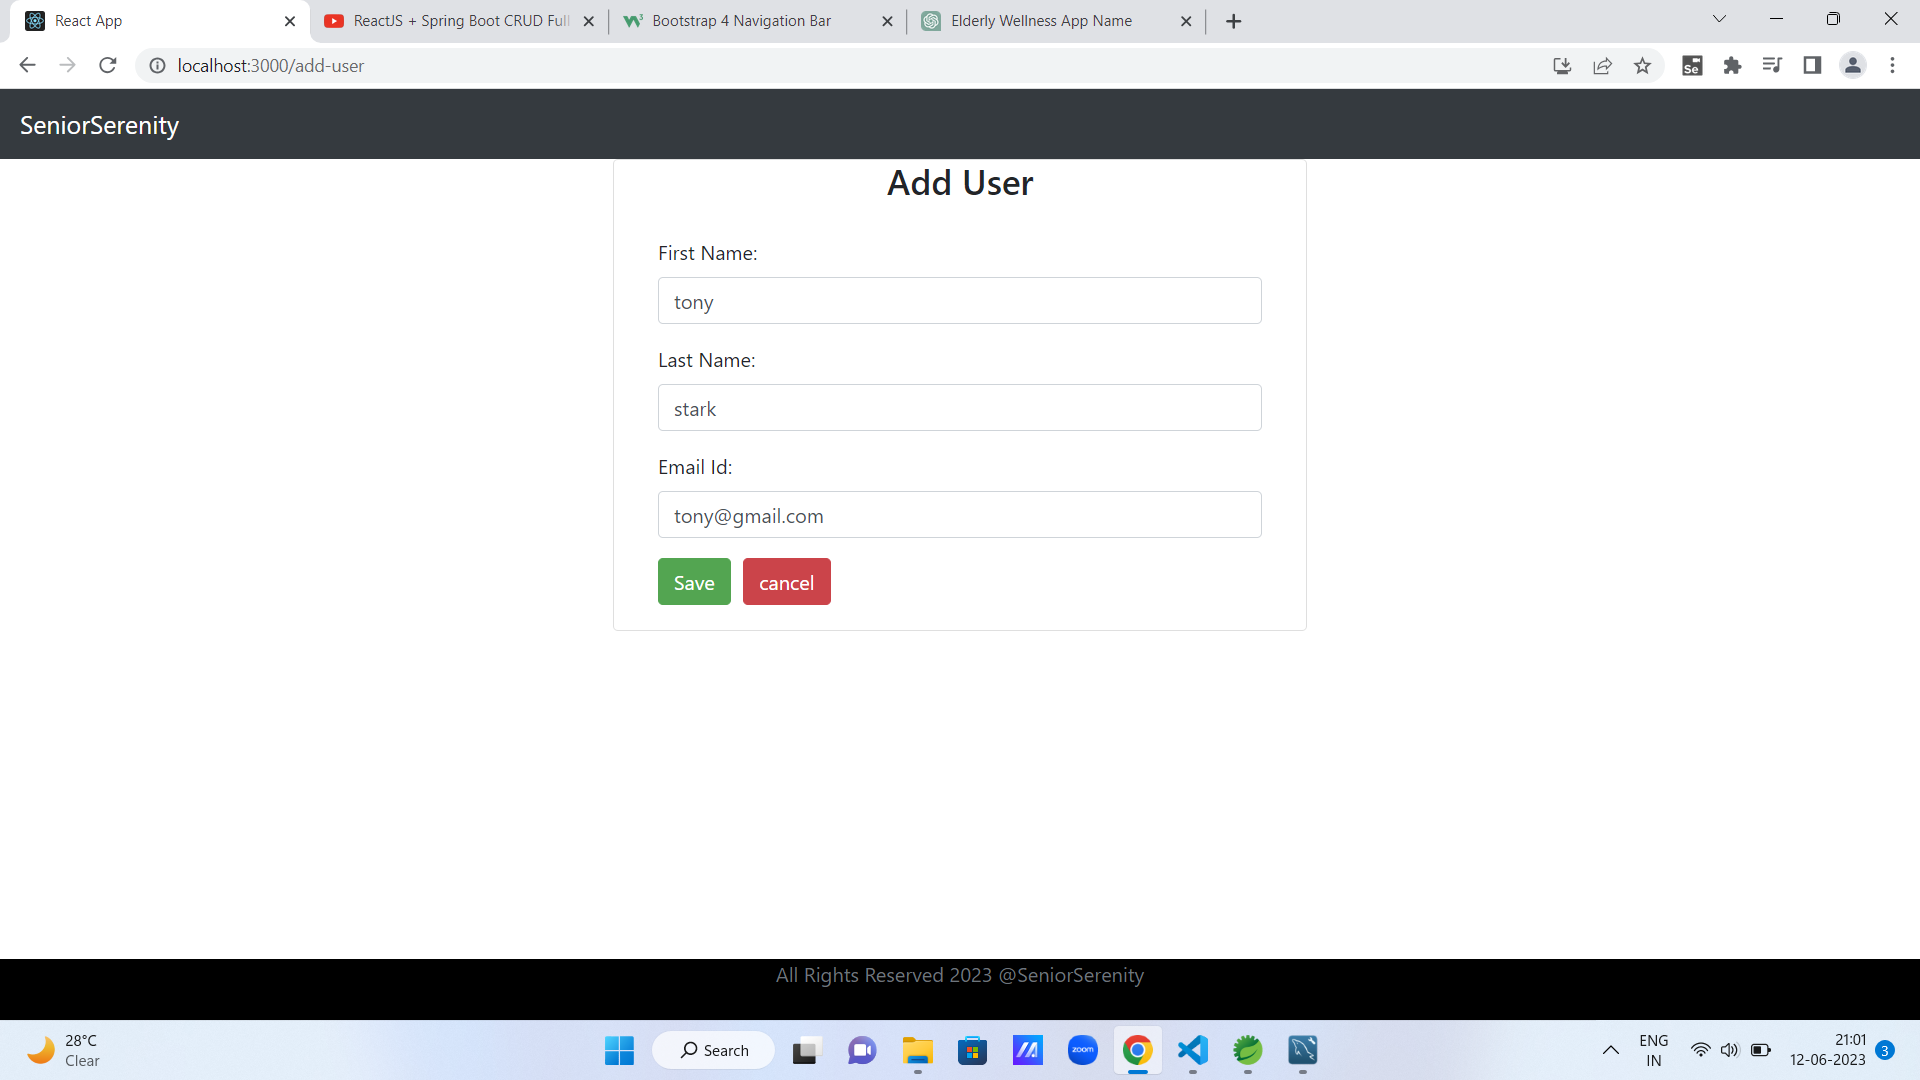 React App
ReactJS + Spring Boot CRUD Full
Bootstrap 4 Navigation Bar
Elderly Wellness App Name
localhost:3000/add-user
Se
SeniorSerenity
Add User
First Name:
tony
Last Name:
stark
Email Id:
tony@gmail.com
Save
cancel
All Rights Reserved 2023 @SeniorSerenity
28°C
Clear
Search
zoom
ENG
IN
21:01
12-06-2023
3